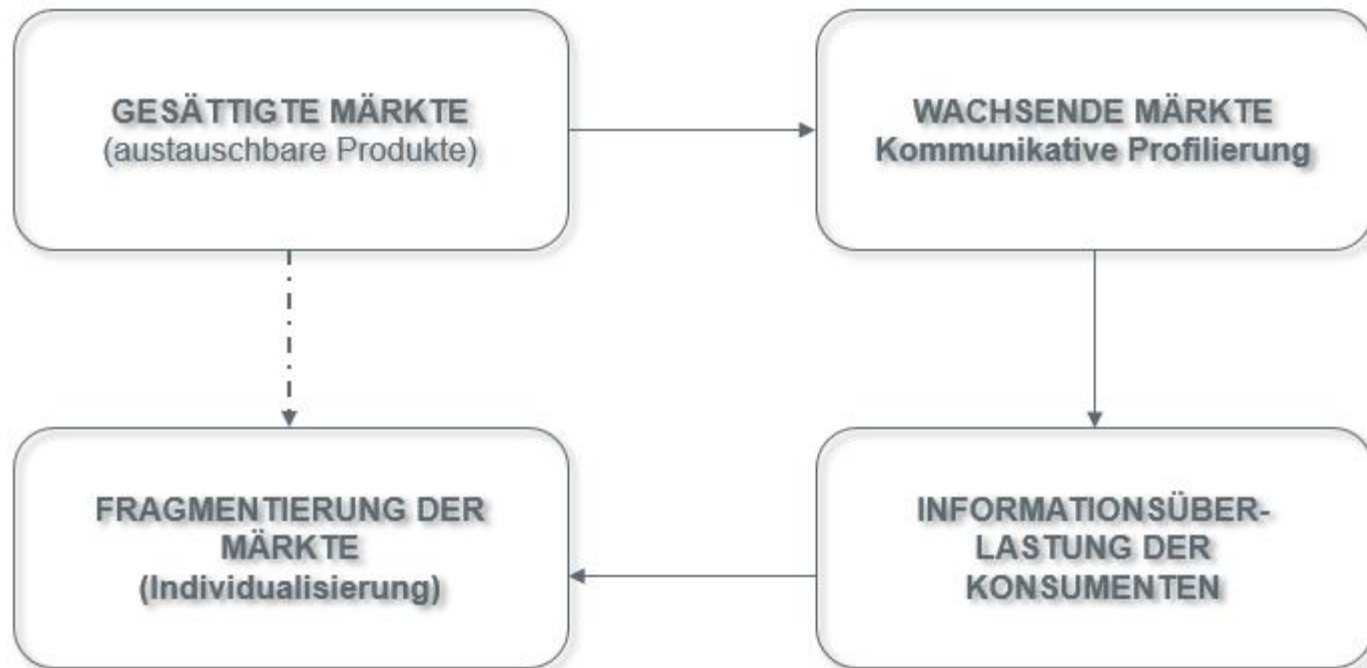 GESÄTTIGTE MÄRKTE
(austauschbare Produkte)
WACHSENDE MÄRKTE
Kommunikative Profilierung
FRAGMENTIERUNG DER
MÄRKTE
(Individualisierung)
INFORMATIONSÜBER-
LASTUNG DER
KONSUMENTEN